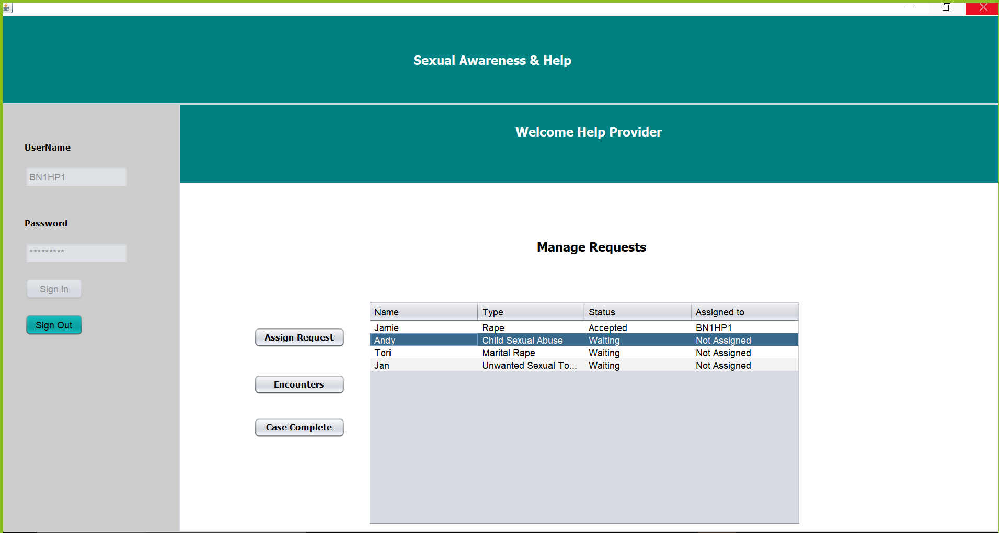 Sexual Awareness & Help
Welcome Help Provider
UserName
BN1HP1
Password
*********
Sign In
Sign Out
Manage Requests
Assign Request
Encounters
Case Complete
Name Type Status Assigned to
Jamie Rape Accepted BN1HP1
Andy Child Sexual Abuse Waiting Not Assigned
Tori Marital Rape Waiting Not Assigned
Jan Unwanted Sexual To... Waiting Not Assigned